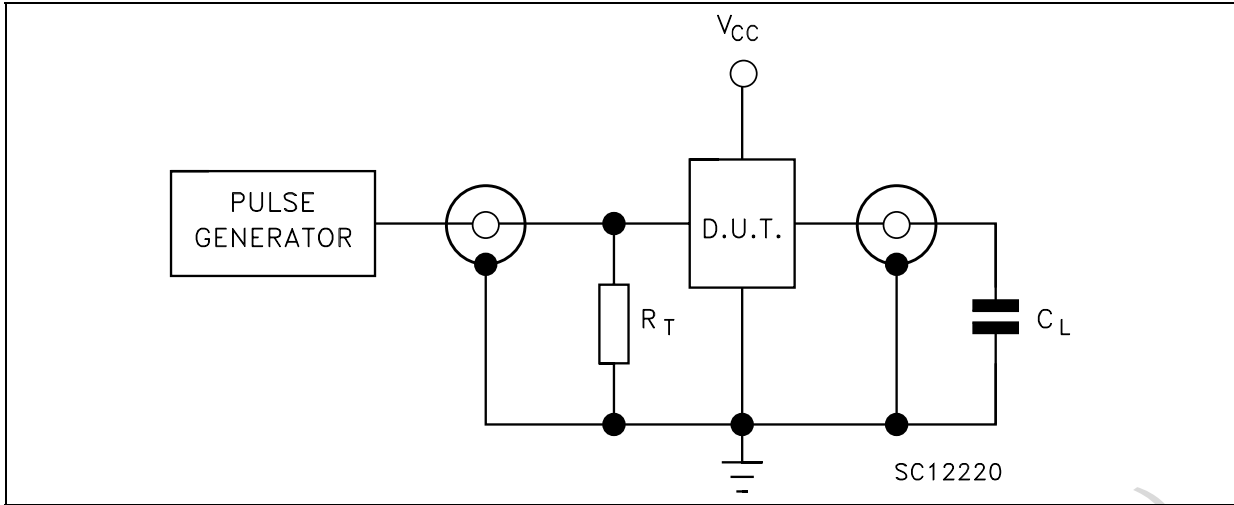 VCC
PULSE
GENERATOR
D.U.T.
RT
CL
SC12220